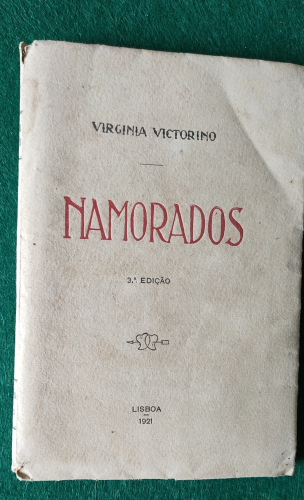 VIRGINIA VICTORINO
NAMORADOS
3.ª EDIÇÃO
LISBOA
1921